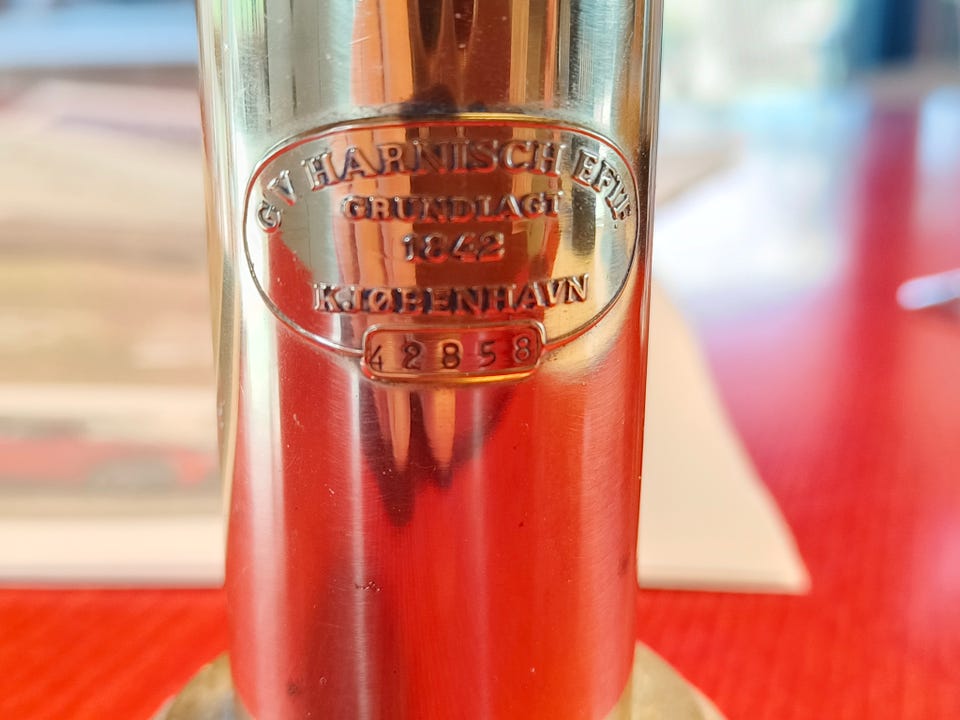 G. V HARNISCH EFTF.
GRUNDLAGT
1842
KJØBENHAVN
42858